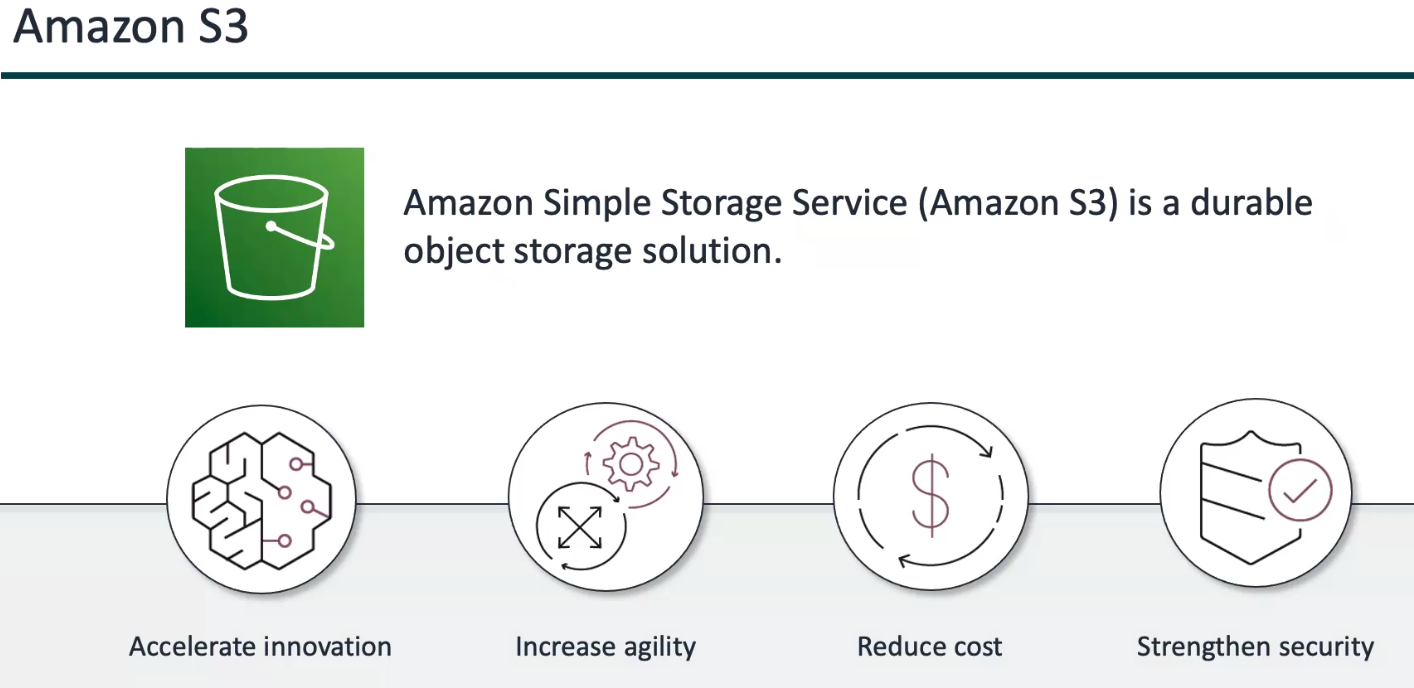 Amazon S3
Amazon Simple Storage Service (Amazon S3) is a durable
object storage solution.
Accelerate innovation
Increase agility
Reduce cost
Strengthen security